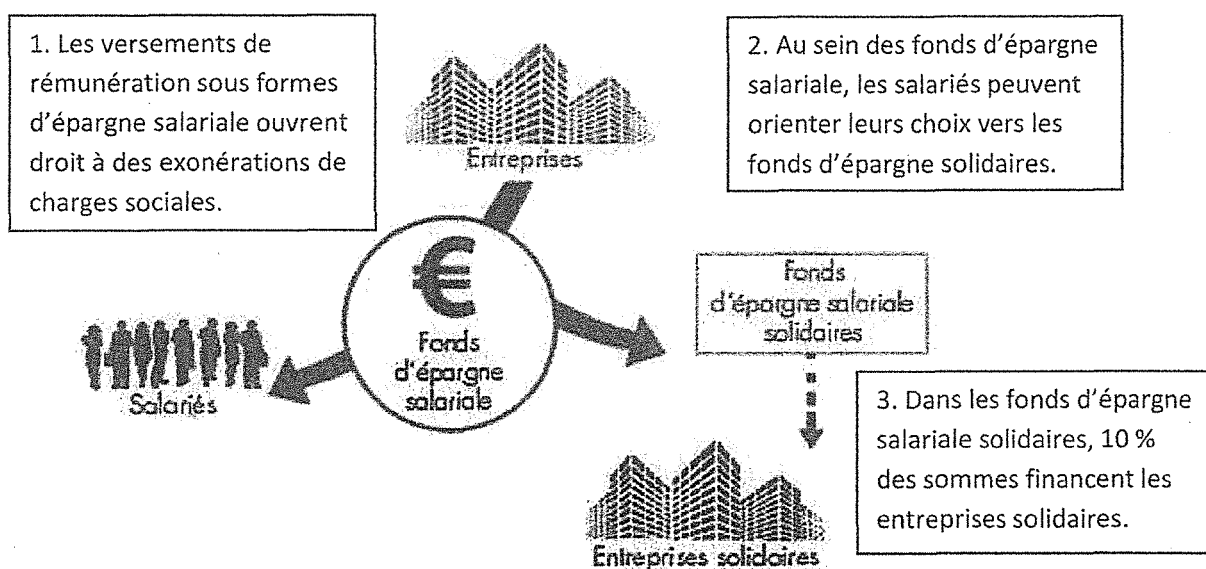 1. Les versements de
rémunération sous formes
d'épargne salariale ouvrent
droit à des exonérations de
charges sociales.
Entreprises
2. Au sein des fonds d'épargne
salariale, les salariés peuvent
orienter leurs choix vers les
fonds d'épargne solidaires.
€
Fonds
d'épargne
salariale
Salariés
Fonds
d'épargne salariale
solidaires
3. Dans les fonds d'épargne
salariale solidaires, 10 %
des sommes financent les
entreprises solidaires.
Entreprises solidaires